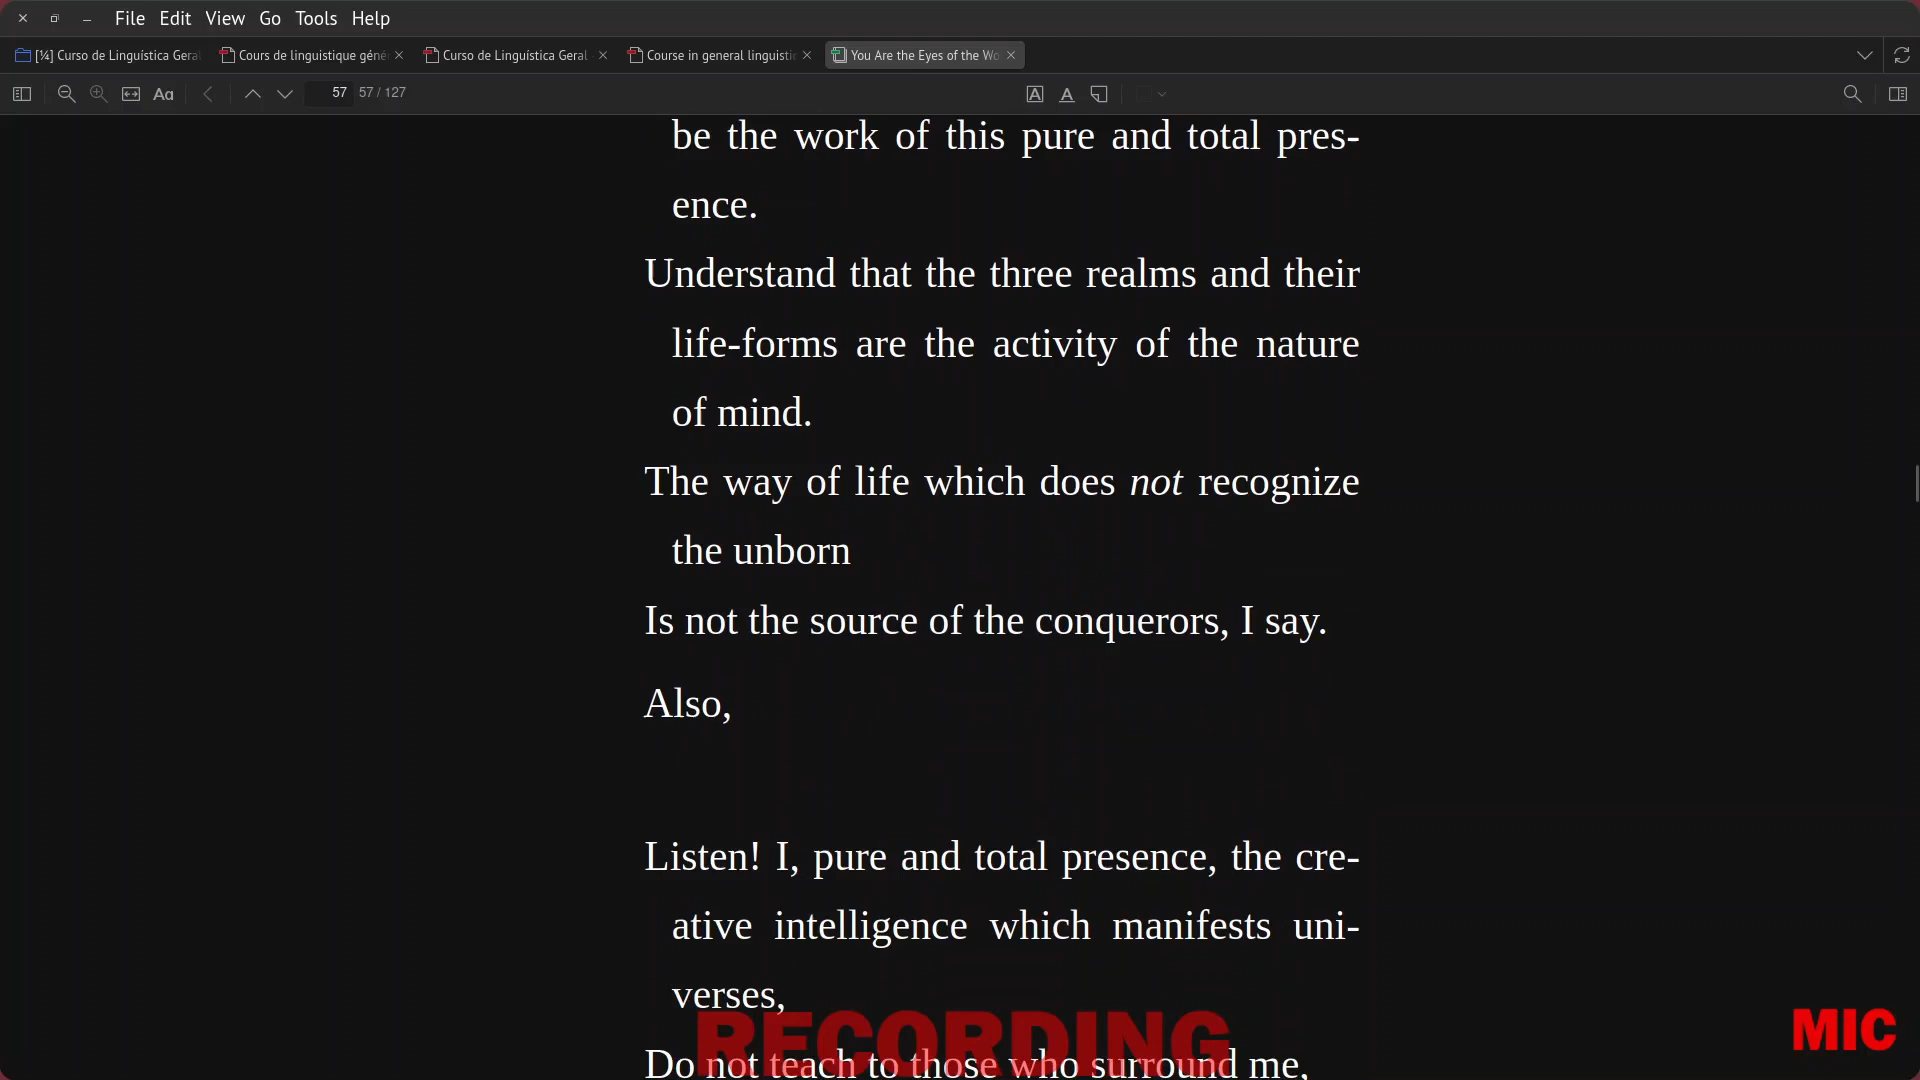 File Edit View Go Tools Help
[¼] Curso de Linguística Gera
Cours de linguistique géné
Curso de Linguística Geral
Course in general linguistic
You Are the Eyes of the Wo
Aa
57 57 / 127
be the work of this pure and total pres-
ence.
Understand that the three realms and their
life-forms are the activity of the nature
of mind.
The way of life which does not recognize
the unborn
Is not the source of the conquerors, I say.
Also,
Listen! I, pure and total presence, the cre-
ative intelligence which manifests uni-
verses,
Do not teach to those who surround me,
RECORDING
MIC